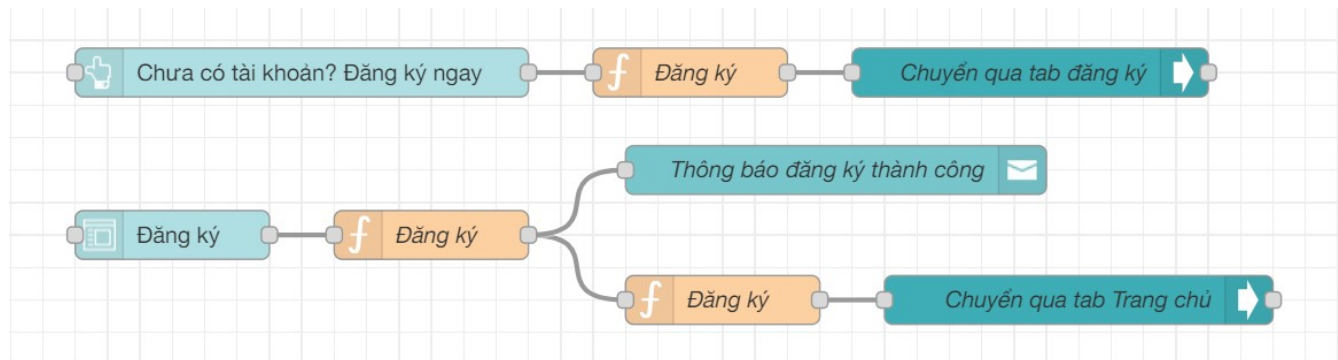 Chưa có tài khoản? Đăng ký ngay
Đăng ký
Chuyển qua tab đăng ký
Thông báo đăng ký thành công
Đăng ký
Đăng ký
Đăng ký
Chuyển qua tab Trang chủ